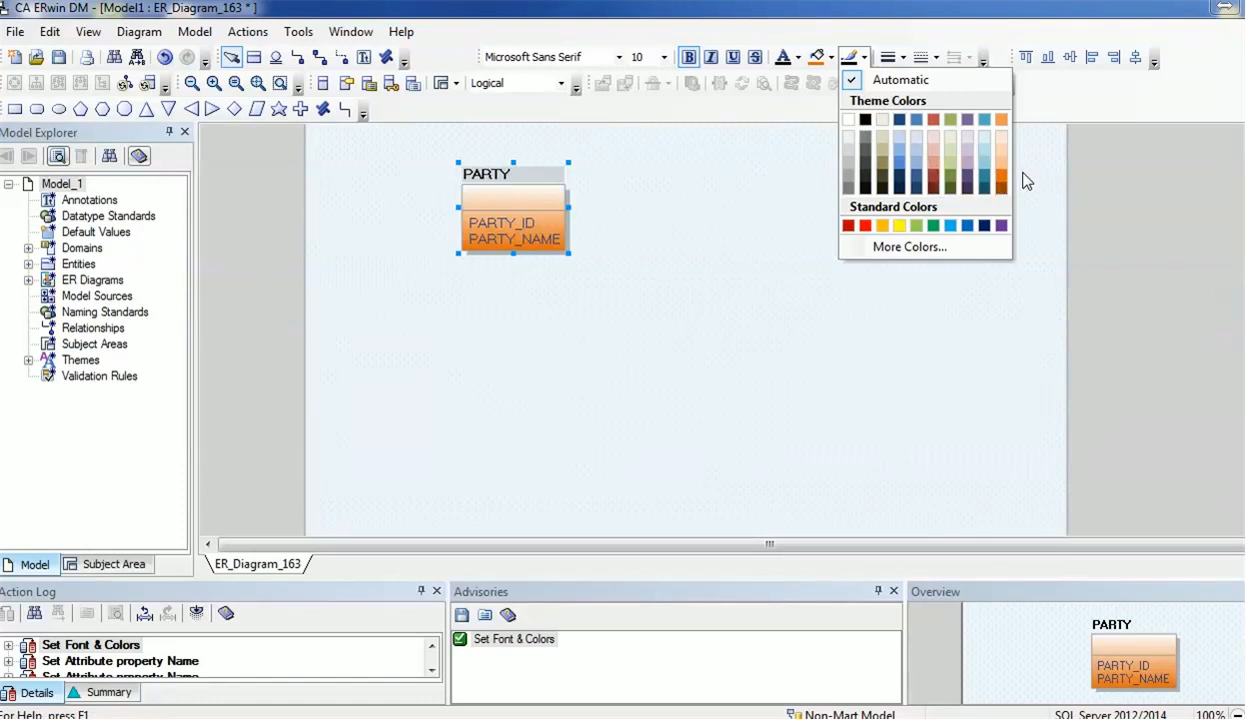 CA ERwin DM - [Model1 : ER_Diagram_163 * ]
File Edit View Diagram Model Actions Tools Window Help
Microsoft Sans Serif 10 B I U S A
Logical
Automatic
Theme Colors
Standard Colors
More Colors...
Model Explorer
Model_1
Annotations
Datatype Standards
Default Values
Domains
Entities
ER Diagrams
Model Sources
Naming Standards
Relationships
Subject Areas
Themes
Validation Rules
PARTY
PARTY_ID
PARTY_NAME
Model Subject Area
ER_Diagram_163
Action Log
Set Font & Colors
Set Attribute property Name
Set Attribute property Name
Details Summary
Advisories
Set Font & Colors
Overview
PARTY
PARTY_ID
PARTY_NAME
For Help, press F1 Non-Mart Model SQL Server 2012/2014 100%